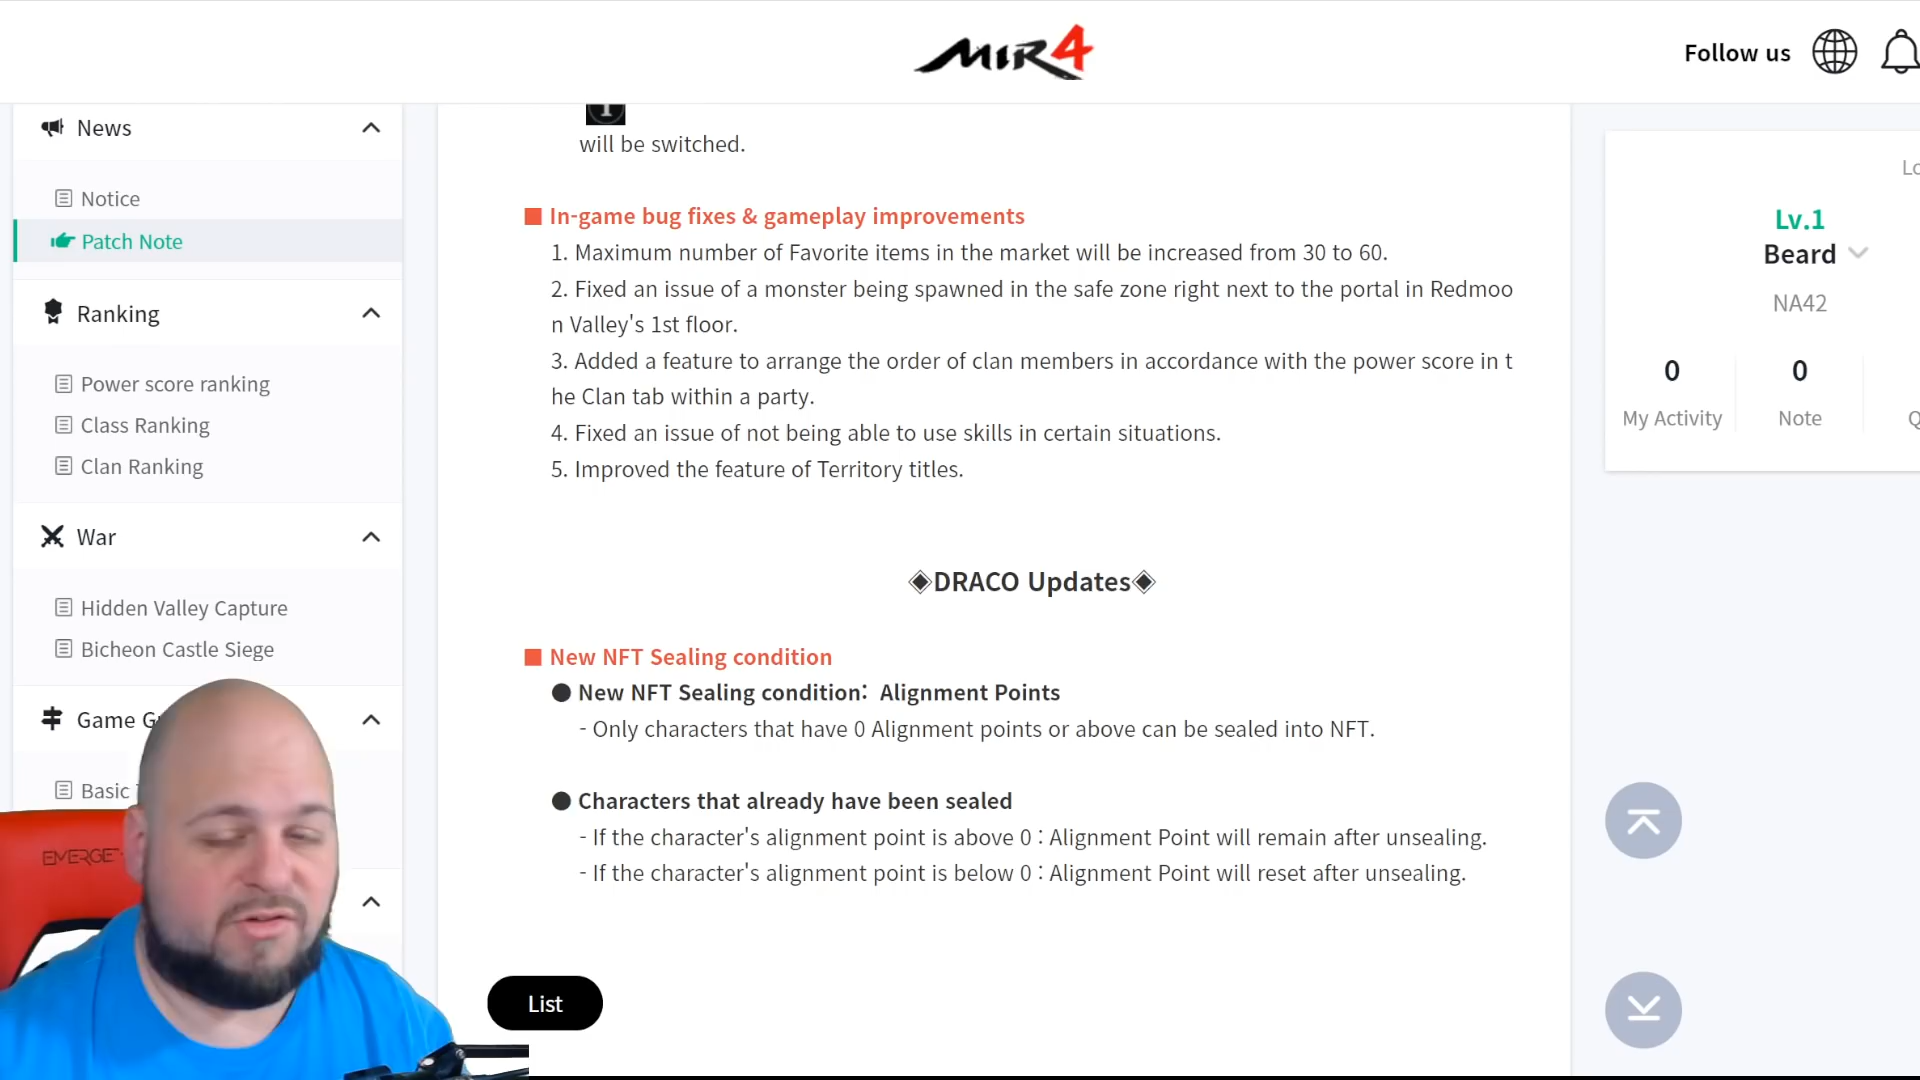 MIR4
Follow us
News
Notice
Patch Note
Ranking
Power score ranking
Class Ranking
Clan Ranking
War
Hidden Valley Capture
Bicheon Castle Siege
Game
Basic
EMERGE
will be switched.
■ In-game bug fixes & gameplay improvements
1. Maximum number of Favorite items in the market will be increased from 30 to 60.
2. Fixed an issue of a monster being spawned in the safe zone right next to the portal in Redmoo
n Valley's 1st floor.
3. Added a feature to arrange the order of clan members in accordance with the power score in t
he Clan tab within a party.
4. Fixed an issue of not being able to use skills in certain situations.
5. Improved the feature of Territory titles.
◈DRACO Updates◈
■ New NFT Sealing condition
● New NFT Sealing condition: Alignment Points
- Only characters that have 0 Alignment points or above can be sealed into NFT.
● Characters that already have been sealed
- If the character's alignment point is above 0 : Alignment Point will remain after unsealing.
- If the character's alignment point is below 0 : Alignment Point will reset after unsealing.
List
Lv.1
Beard
NA42
0
My Activity
0
Note